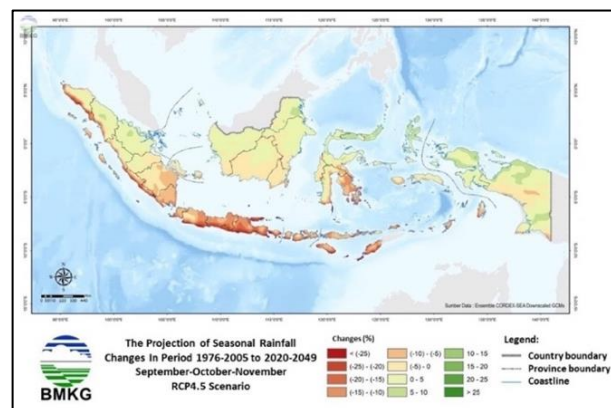 BMKG
Sumber Data : Ensemble CORDEX-SEA Downscaled GCMs
BMKG
The Projection of Seasonal Rainfall
Changes In Period 1976-2005 to 2020-2049
September-October-November
RCP4.5 Scenario
Changes (%)
< (-25)
(-25) - (-20)
(-20) - (-15)
(-15) - (-10)
(-10) - (-5)
(-5) - 0
0 - 5
5 - 10
10 - 15
15 - 20
20 - 25
> 25
Legend:
Country boundary
Province boundary
Coastline